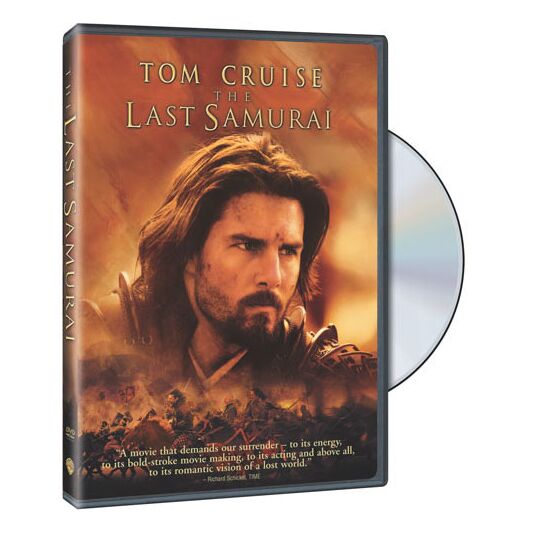 TOM CRUISE
THE
LAST SAMURAI
"A movie that demands our surrender – to its energy,
to its bold-stroke movie making, to its acting and above all,
to its romantic vision of a lost world."
– Richard Schickel, TIME
THE LAST SAMURAI
DVD